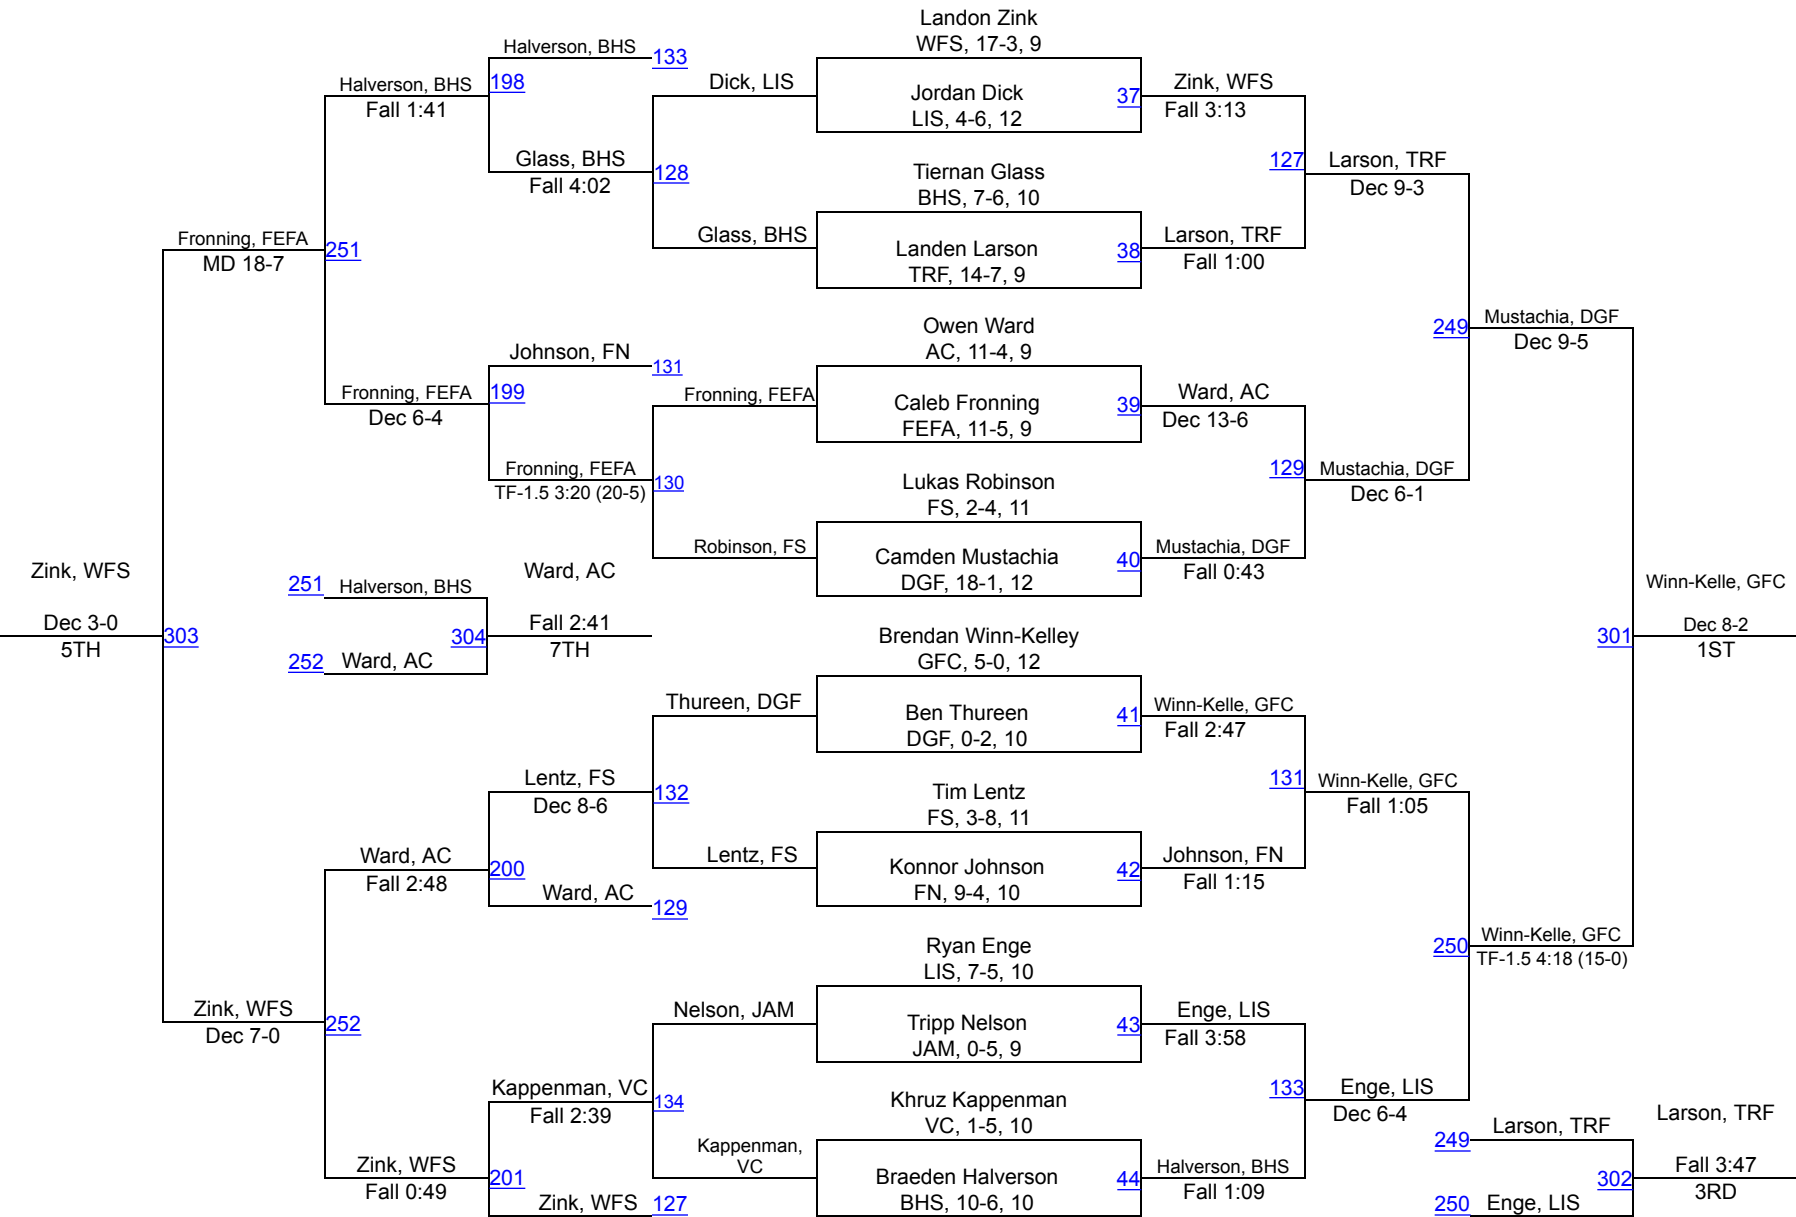 Landon Zink
WFS, 17-3, 9
Halverson, BHS
133
Halverson, BHS
198
Dick, LIS
Jordan Dick
37
Zink, WFS
Fall 1:41
LIS, 4-6, 12
Fall 3:13
Glass, BHS
128
Tiernan Glass
127
Larson, TRF
Fall 4:02
BHS, 7-6, 10
Dec 9-3
Fronning, FEFA
251
Glass, BHS
Landen Larson
38
Larson, TRF
MD 18-7
TRF, 14-7, 9
Fall 1:00
Owen Ward
249
Mustachia, DGF
Johnson, FN
131
AC, 11-4, 9
Dec 9-5
Fronning, FEFA
199
Fronning, FEFA
Caleb Fronning
39
Ward, AC
Dec 6-4
FEFA, 11-5, 9
Dec 13-6
Fronning, FEFA
130
Lukas Robinson
129
Mustachia, DGF
TF-1.5 3:20 (20-5)
FS, 2-4, 11
Dec 6-1
Robinson, FS
Camden Mustachia
40
Mustachia, DGF
Zink, WFS
251
Halverson, BHS
Ward, AC
DGF, 18-1, 12
Fall 0:43
Winn-Kelle, GFC
Dec 3-0
303
304
Fall 2:41
Brendan Winn-Kelley
301
Dec 8-2
5TH
252
Ward, AC
7TH
GFC, 5-0, 12
1ST
Thureen, DGF
Ben Thureen
41
Winn-Kelle, GFC
DGF, 0-2, 10
Fall 2:47
Lentz, FS
132
Tim Lentz
131
Winn-Kelle, GFC
Dec 8-6
FS, 3-8, 11
Fall 1:05
Ward, AC
200
Lentz, FS
Konnor Johnson
42
Johnson, FN
Fall 2:48
Ward, AC
129
FN, 9-4, 10
Fall 1:15
Ryan Enge
250
Winn-Kelle, GFC
LIS, 7-5, 10
TF-1.5 4:18 (15-0)
Zink, WFS
252
Nelson, JAM
Tripp Nelson
43
Enge, LIS
Dec 7-0
JAM, 0-5, 9
Fall 3:58
Kappenman, VC
134
Khruz Kappenman
133
Enge, LIS
Fall 2:39
VC, 1-5, 10
Dec 6-4
249
Larson, TRF
Larson, TRF
Kappenman,
VC
Zink, WFS
201
Braeden Halverson
44
Halverson, BHS
302
Fall 3:47
Fall 0:49
Zink, WFS
127
BHS, 10-6, 10
Fall 1:09
250
Enge, LIS
3RD